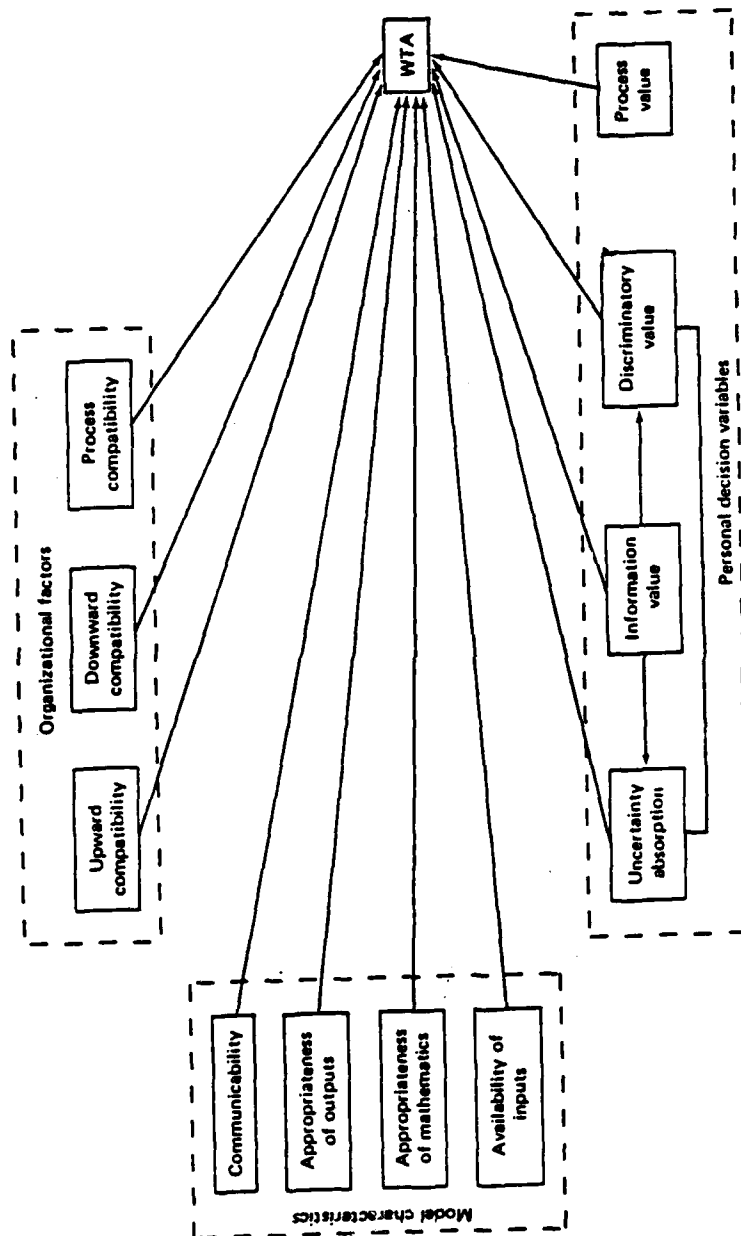 Organizational factors
Upward
compatibility
Downward
compatibility
Process
compatibility
Model characteristics
Communicability
Appropriateness
of outputs
Appropriateness
of mathematics
Availability of
inputs
WTA
Uncertainty
absorption
Information
value
Discriminatory
value
Process
value
Personal decision variables